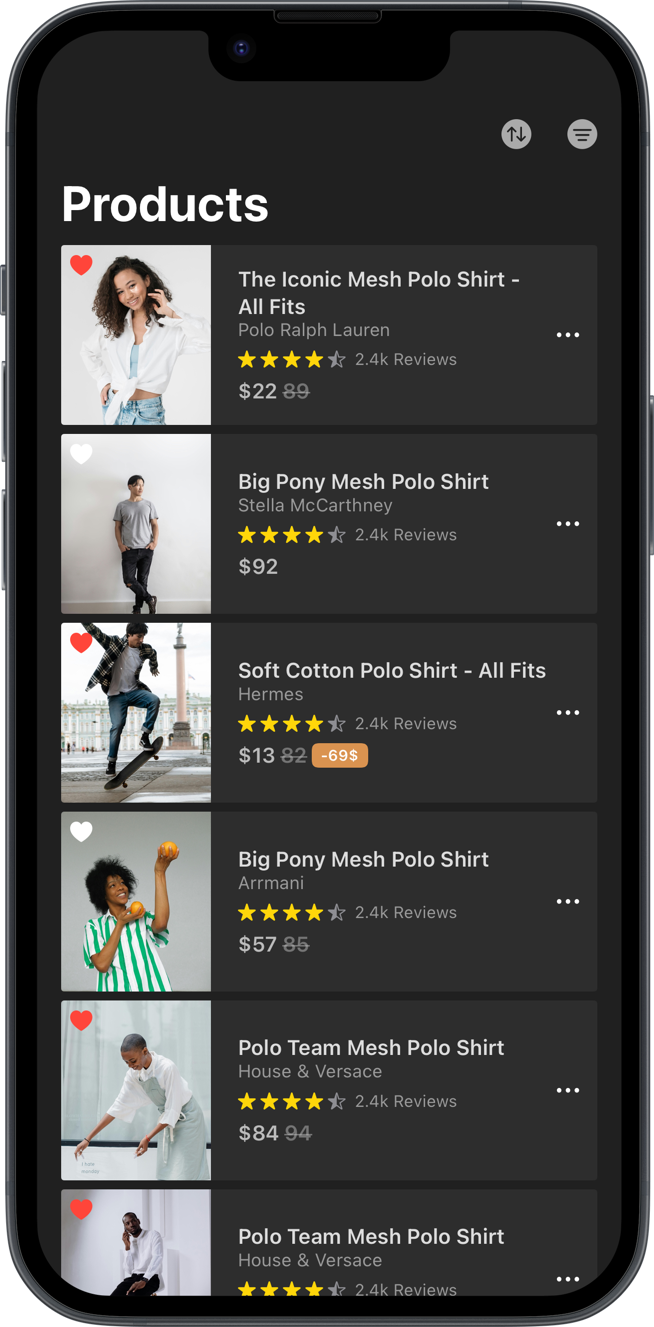 Products
The Iconic Mesh Polo Shirt -
All Fits
Polo Ralph Lauren
2.4k Reviews
$22 89
Big Pony Mesh Polo Shirt
Stella McCarthney
2.4k Reviews
$92
Soft Cotton Polo Shirt - All Fits
Hermes
2.4k Reviews
$13 82 -69$
Big Pony Mesh Polo Shirt
Arrmani
2.4k Reviews
$57 85
Polo Team Mesh Polo Shirt
House & Versace
2.4k Reviews
$84 94
Polo Team Mesh Polo Shirt
House & Versace
2.4k Reviews